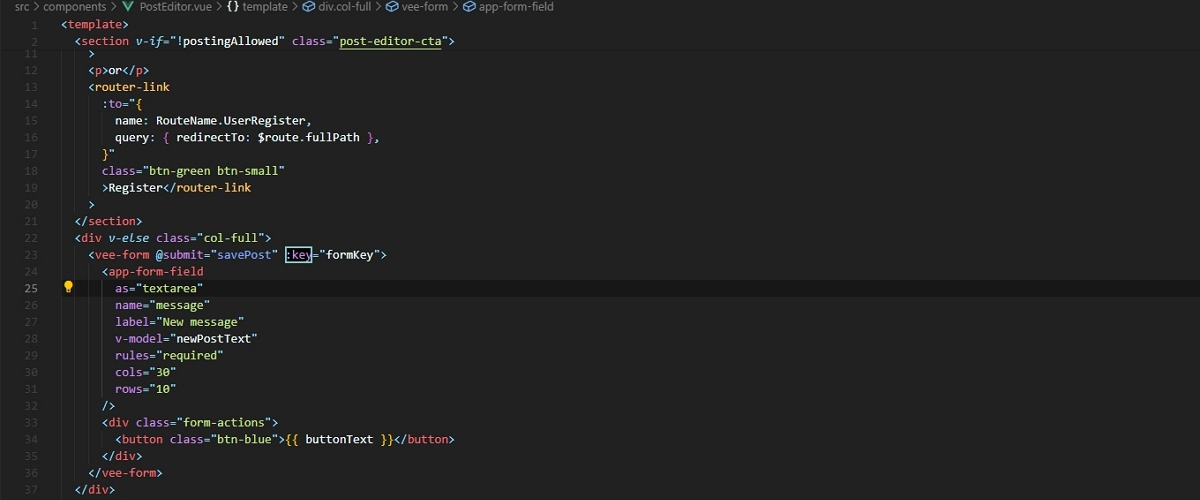 src > components > PostEditor.vue > {} template > div.col-full > vee-form > app-form-field
1 <template>
2 <section v-if="!postingAllowed" class="post-editor-cta">
11 >
12 <p>or</p>
13 <router-link
14 :to="{
15 name: RouteName.UserRegister,
16 query: { redirectTo: $route.fullPath },
17 }"
18 class="btn-green btn-small"
19 >Register</router-link
20 >
21 </section>
22 <div v-else class="col-full">
23 <vee-form @submit="savePost" :key="formKey">
24 <app-form-field
25 as="textarea"
26 name="message"
27 label="New message"
28 v-model="newPostText"
29 rules="required"
30 cols="30"
31 rows="10"
32 />
33 <div class="form-actions">
34 <button class="btn-blue">{{ buttonText }}</button>
35 </div>
36 </vee-form>
37 </div>